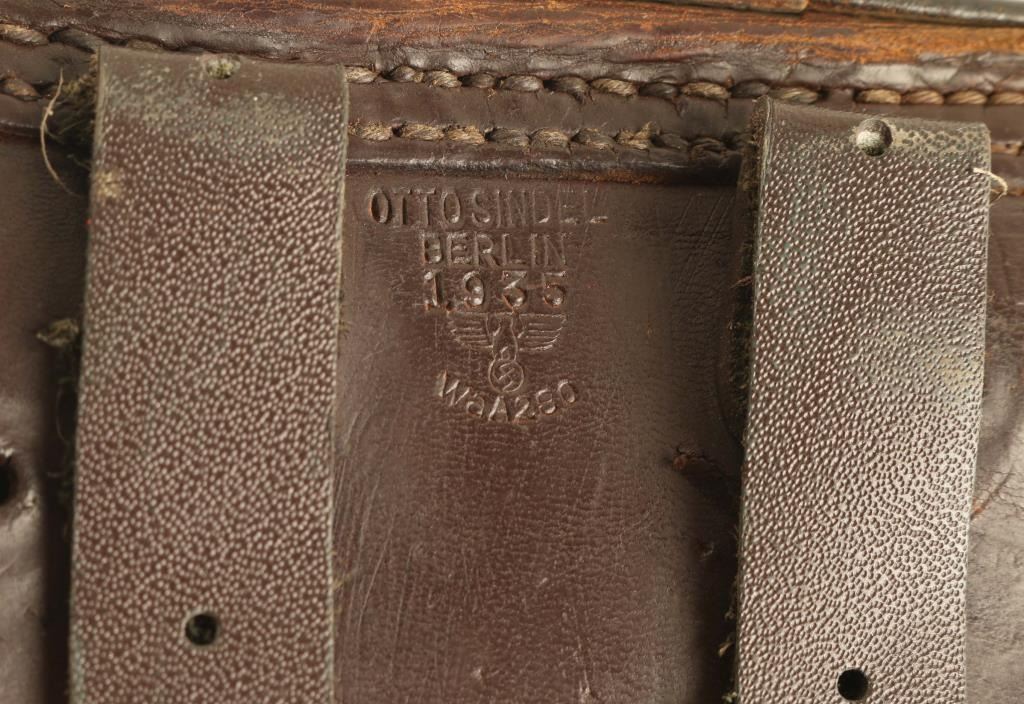 OTTO SINDEL
BERLIN
1935
WaA280